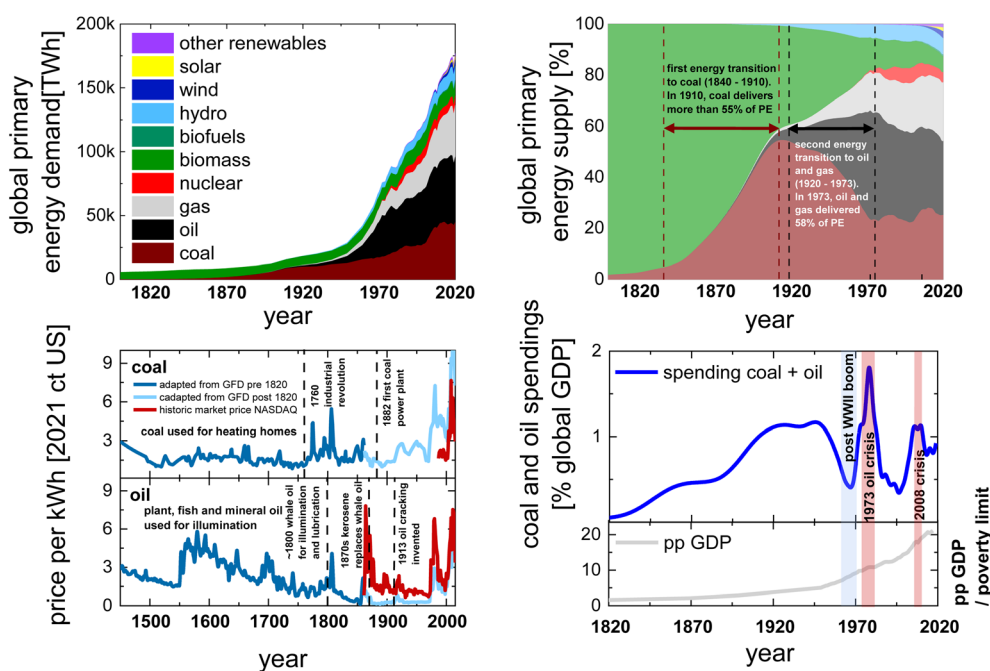 global primary
energy demand[TWh]
200k
150k
100k
50k
0
other renewables
solar
wind
hydro
biofuels
biomass
nuclear
gas
oil
coal
1820
1870
1920
1970
2020
year
global primary
energy supply [%]
100
80
60
40
20
0
first energy transition
to coal (1840 - 1910).
In 1910, coal delivers
more than 55% of PE
second energy
transition to oil
and gas
(1920 - 1973).
In 1973, oil and
gas delivered
58% of PE
1820
1870
1920
1970
2020
year
price per kWh [2021 ct US]
9
6
3
coal
adapted from GFD pre 1820
cadapted from GFD post 1820
historic market price NASDAQ
coal used for heating homes
1760
industrial
revolution
1882 first coal
power plant
9
6
3
0
oil
plant, fish and mineral oil
used for illumination
~1800 whale oil
for illumination
and lubrication
1870s kerosene
replaces whale oil
1913 oil cracking
invented
1500
1600
1700
1800
1900
2000
year
coal and oil spendings
[% global GDP]
2
1
0
spending coal + oil
post WWII boom
1973 oil crisis
2008 crisis
20
15
10
5
0
pp GDP
pp GDP
/ poverty limit
1820
1870
1920
1970
2020
year